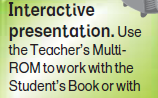 Interactive
presentation. Use
the Teacher's Multi-
ROM to work with the
Student's Book or with